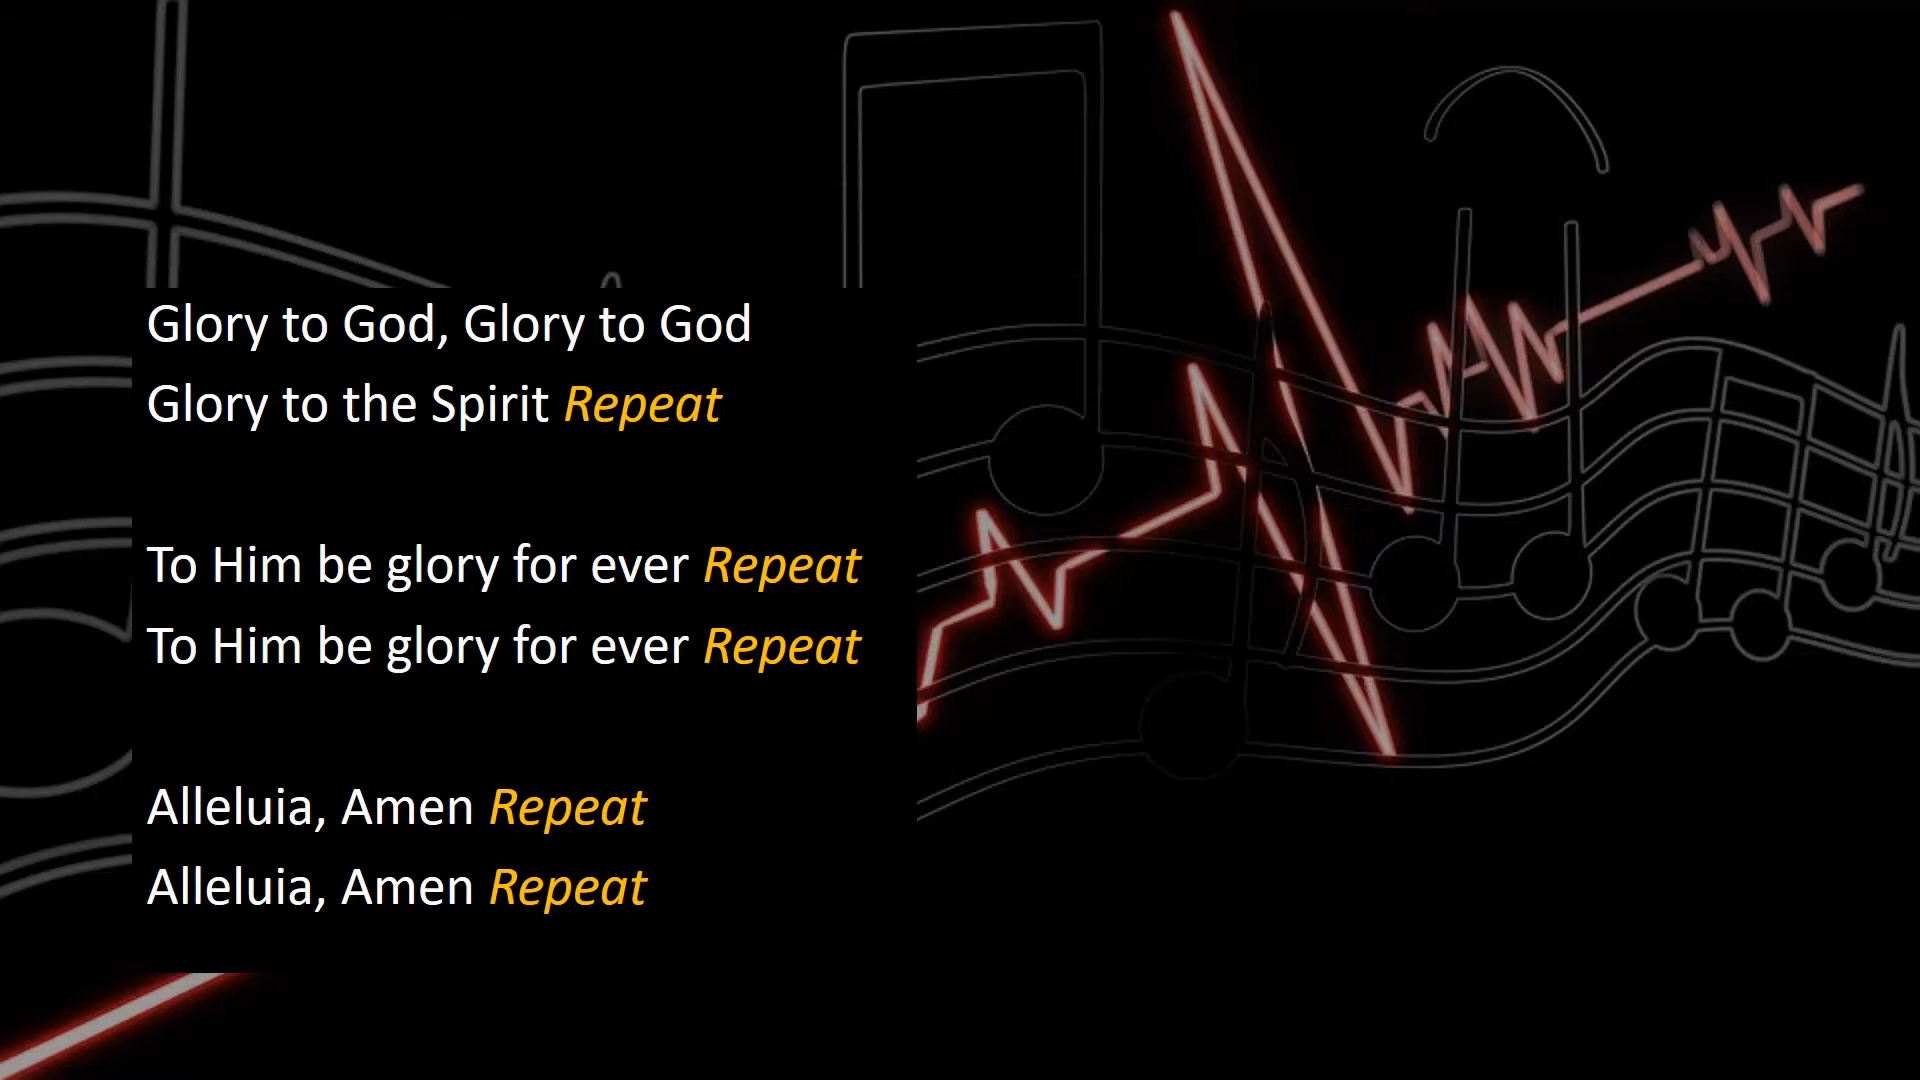 Glory to God, Glory to God
Glory to the Spirit Repeat
To Him be glory for ever Repeat
To Him be glory for ever Repeat
Alleluia, Amen Repeat
Alleluia, Amen Repeat